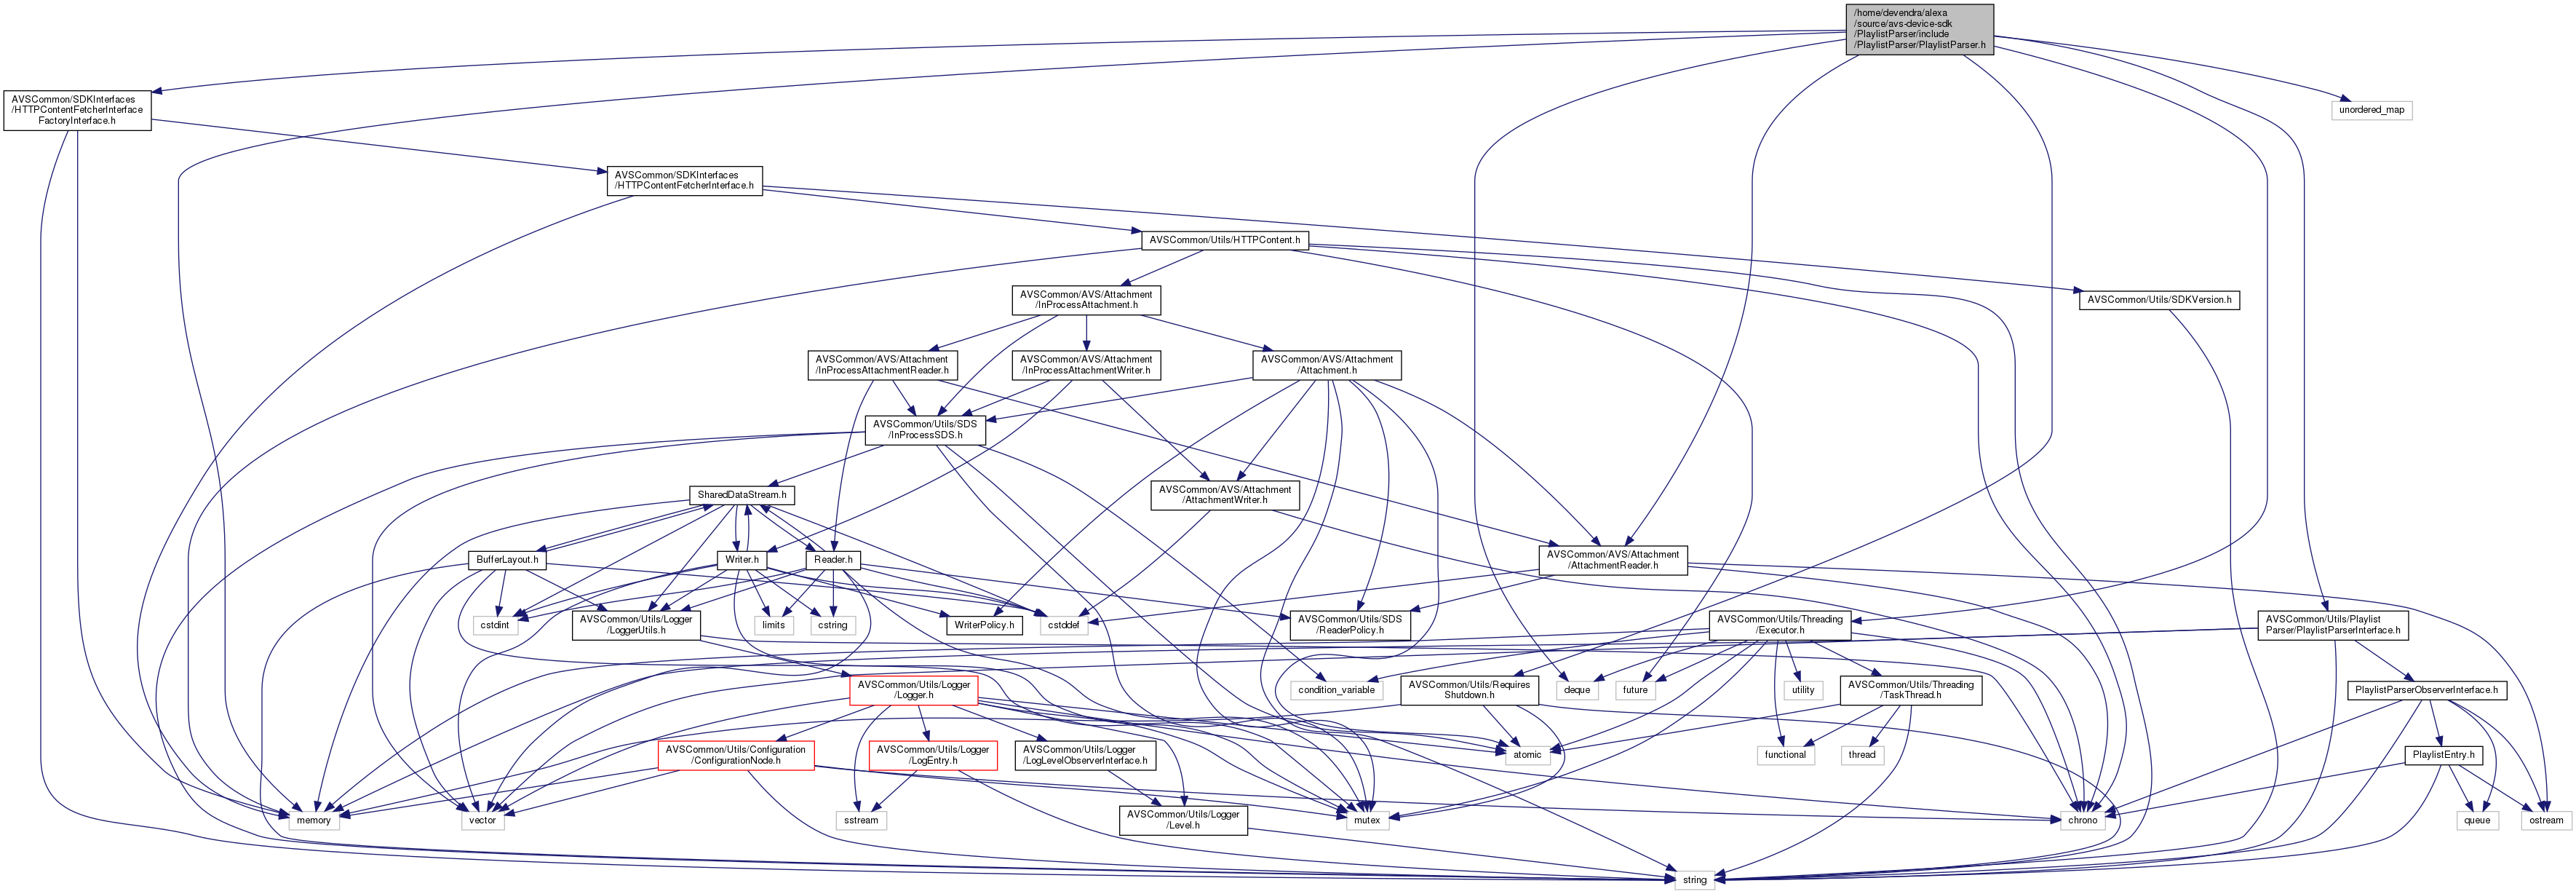 /home/devendra/alexa
/source/avs-device-sdk
/PlaylistParser/include
/PlaylistParser/PlaylistParser.h
AVSCommon/SDKInterfaces
/HTTPContentFetcherInterface
FactoryInterface.h
unordered_map
AVSCommon/SDKInterfaces
/HTTPContentFetcherInterface.h
AVSCommon/Utils/HTTPContent.h
AVSCommon/AVS/Attachment
/InProcessAttachment.h
AVSCommon/Utils/SDKVersion.h
AVSCommon/AVS/Attachment
/InProcessAttachmentReader.h
AVSCommon/AVS/Attachment
/InProcessAttachmentWriter.h
AVSCommon/AVS/Attachment
/Attachment.h
AVSCommon/Utils/SDS
/InProcessSDS.h
SharedDataStream.h
AVSCommon/AVS/Attachment
/AttachmentWriter.h
BufferLayout.h
Writer.h
Reader.h
AVSCommon/AVS/Attachment
/AttachmentReader.h
cstdint
AVSCommon/Utils/Logger
/LoggerUtils.h
limits
cstring
WriterPolicy.h
cstddef
AVSCommon/Utils/SDS
/ReaderPolicy.h
AVSCommon/Utils/Threading
/Executor.h
AVSCommon/Utils/Playlist
Parser/PlaylistParserInterface.h
AVSCommon/Utils/Logger
/Logger.h
condition_variable
AVSCommon/Utils/Requires
Shutdown.h
deque
future
utility
AVSCommon/Utils/Threading
/TaskThread.h
PlaylistParserObserverInterface.h
AVSCommon/Utils/Configuration
/ConfigurationNode.h
AVSCommon/Utils/Logger
/LogEntry.h
AVSCommon/Utils/Logger
/LogLevelObserverInterface.h
atomic
functional
thread
PlaylistEntry.h
memory
vector
sstream
AVSCommon/Utils/Logger
/Level.h
mutex
chrono
queue
ostream
string